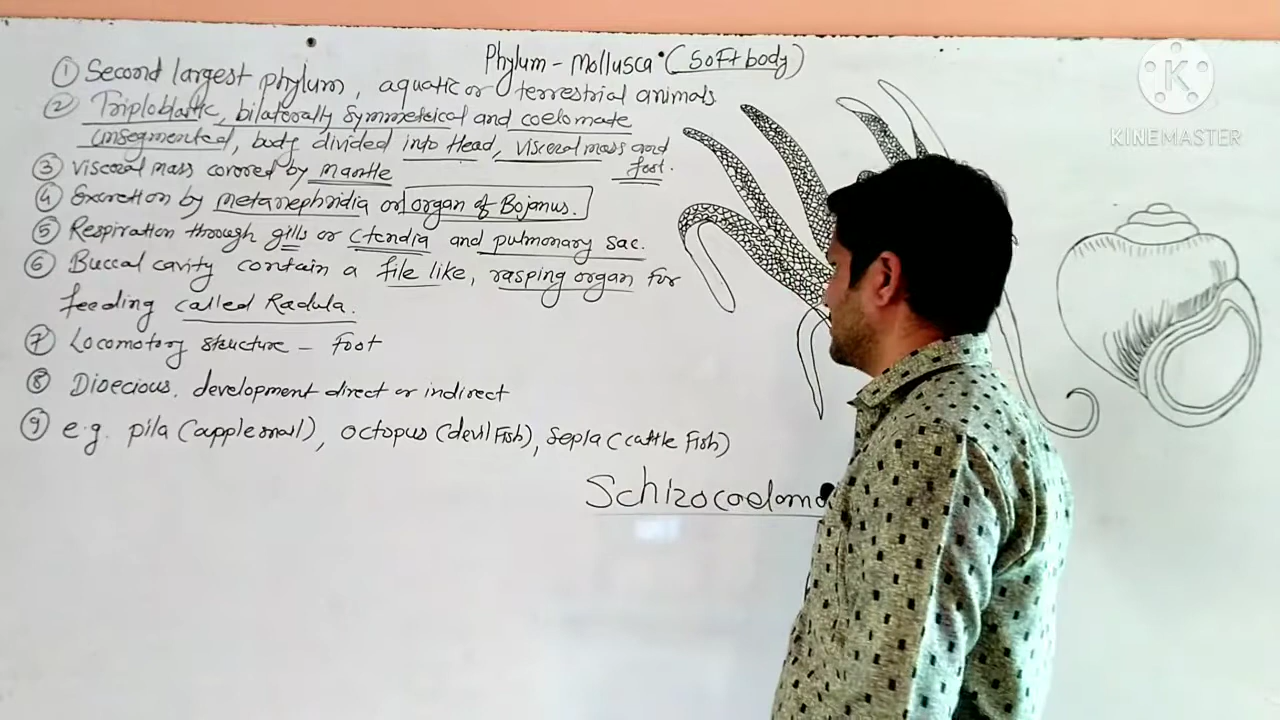 Phylum - Mollusca (Soft body)
① Second largest phylum, aquatic or terrestrial animals
② Triploblastic, bilaterally symmetrical and coelomate
unsegmented, body divided into Head, visceral mass and
foot.
③ visceral mass covered by mantle
④ Excretion by metanephridia or organ of Bojanus.
⑤ Respiration through gills or Ctendia and pulmonary sac.
⑥ Buccal cavity contain a file like, rasping organ for
feeding called Radula.
⑦ Locomotory structure - foot
⑧ Dioecious. development direct or indirect
⑨ e.g. pila (apple snail), octopus (devil Fish), Sepia (cattle Fish)
Schizocoeloma
K
KINEMASTER